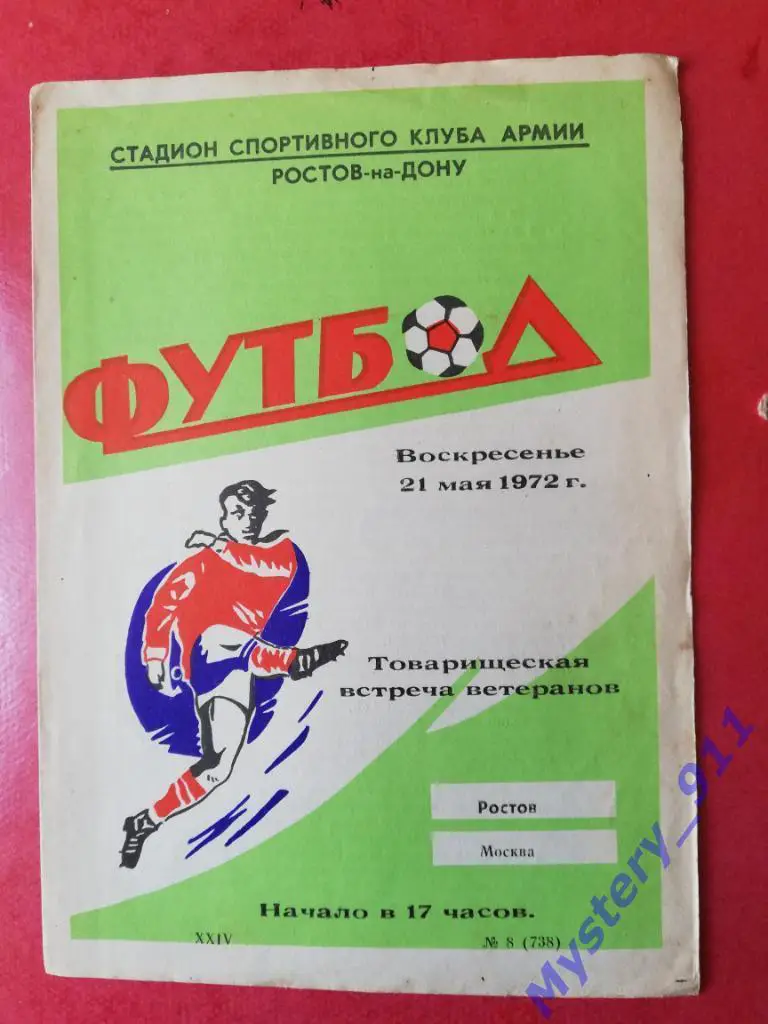 СТАДИОН СПОРТИВНОГО КЛУБА АРМИИ
РОСТОВ-на-ДОНУ
ФУТБОЛ
Воскресенье
21 мая 1972 г.
Товарищеская
встреча ветеранов
Ростов
Москва
Начало в 17 часов.
XXIV № 8 (738)
Mystery_911